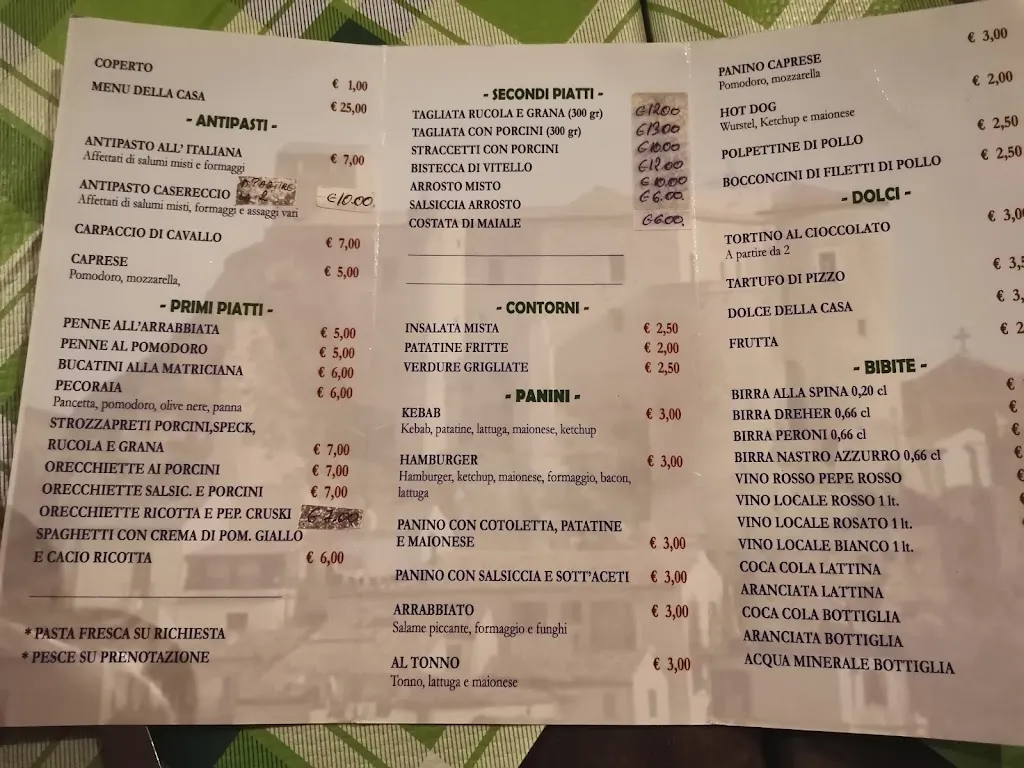 COPERTO € 1,00
MENU DELLA CASA € 25,00
- ANTIPASTI -
ANTIPASTO ALL' ITALIANA € 7,00
Affettati di salumi misti e formaggi
ANTIPASTO CASERECCIO €10.00
Affettati di salumi misti, formaggi e assaggi vari
CARPACCIO DI CAVALLO € 7,00
CAPRESE € 5,00
Pomodoro, mozzarella,
- PRIMI PIATTI -
PENNE ALL'ARRABBIATA € 5,00
PENNE AL POMODORO € 5,00
BUCATINI ALLA MATRICIANA € 6,00
PECORAIA € 6,00
Pancetta, pomodoro, olive nere, panna
STROZZAPRETI PORCINI,SPECK,
RUCOLA E GRANA € 7,00
ORECCHIETTE AI PORCINI € 7,00
ORECCHIETTE SALSIC. E PORCINI € 7,00
ORECCHIETTE RICOTTA E PEP. CRUSKI
SPAGHETTI CON CREMA DI POM. GIALLO
E CACIO RICOTTA € 6,00
* PASTA FRESCA SU RICHIESTA
* PESCE SU PRENOTAZIONE
- SECONDI PIATTI -
TAGLIATA RUCOLA E GRANA (300 gr) €12.00
TAGLIATA CON PORCINI (300 gr) €13.00
STRACCETTI CON PORCINI €10.00
BISTECCA DI VITELLO €12.00
ARROSTO MISTO €10.00
SALSICCIA ARROSTO €6.00
COSTATA DI MAIALE €6.00
- CONTORNI -
INSALATA MISTA € 2,50
PATATINE FRITTE € 2,00
VERDURE GRIGLIATE € 2,50
- PANINI -
KEBAB € 3,00
Kebab, patatine, lattuga, maionese, ketchup
HAMBURGER € 3,00
Hamburger, ketchup, maionese, formaggio, bacon,
lattuga
PANINO CON COTOLETTA, PATATINE
E MAIONESE € 3,00
PANINO CON SALSICCIA E SOTT'ACETI € 3,00
ARRABBIATO € 3,00
Salame piccante, formaggio e funghi
AL TONNO € 3,00
Tonno, lattuga e maionese
PANINO CAPRESE € 3,00
Pomodoro, mozzarella
HOT DOG € 2,00
Wurstel, Ketchup e maionese
POLPETTINE DI POLLO € 2,50
BOCCONCINI DI FILETTI DI POLLO € 2,50
- DOLCI -
TORTINO AL CIOCCOLATO € 3,00
A partire da 2
TARTUFO DI PIZZO € 3,5
DOLCE DELLA CASA € 3,
FRUTTA € 2
- BIBITE -
BIRRA ALLA SPINA 0,20 cl €
BIRRA DREHER 0,66 cl €
BIRRA PERONI 0,66 cl €
BIRRA NASTRO AZZURRO 0,66 cl €
VINO ROSSO PEPE ROSSO €
VINO LOCALE ROSSO 1 lt.
VINO LOCALE ROSATO 1 lt.
VINO LOCALE BIANCO 1 lt.
COCA COLA LATTINA
ARANCIATA LATTINA
COCA COLA BOTTIGLIA
ARANCIATA BOTTIGLIA
ACQUA MINERALE BOTTIGLIA